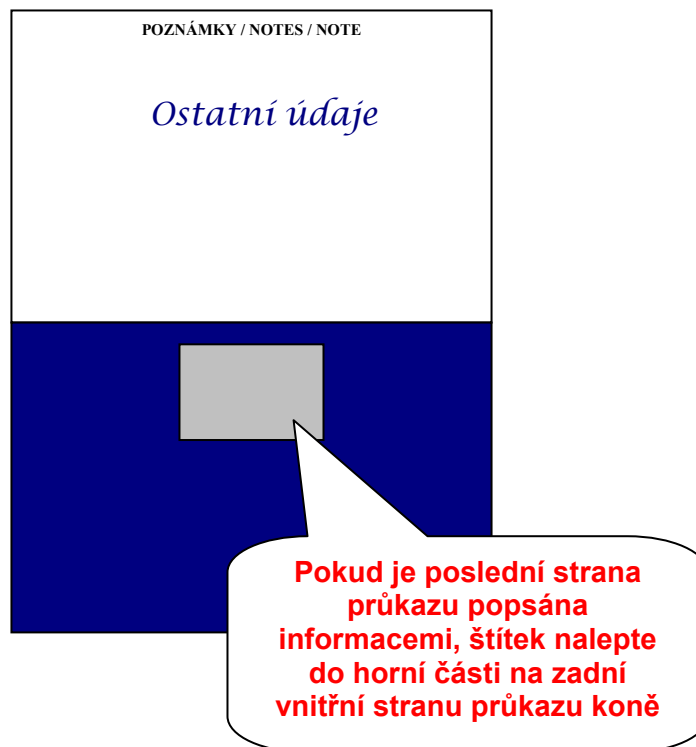 POZNÁMKY / NOTES / NOTE
Ostatní údaje
Pokud je poslední strana
průkazu popsána
informacemi, štítek nalepte
do horní části na zadní
vnitřní stranu průkazu koně